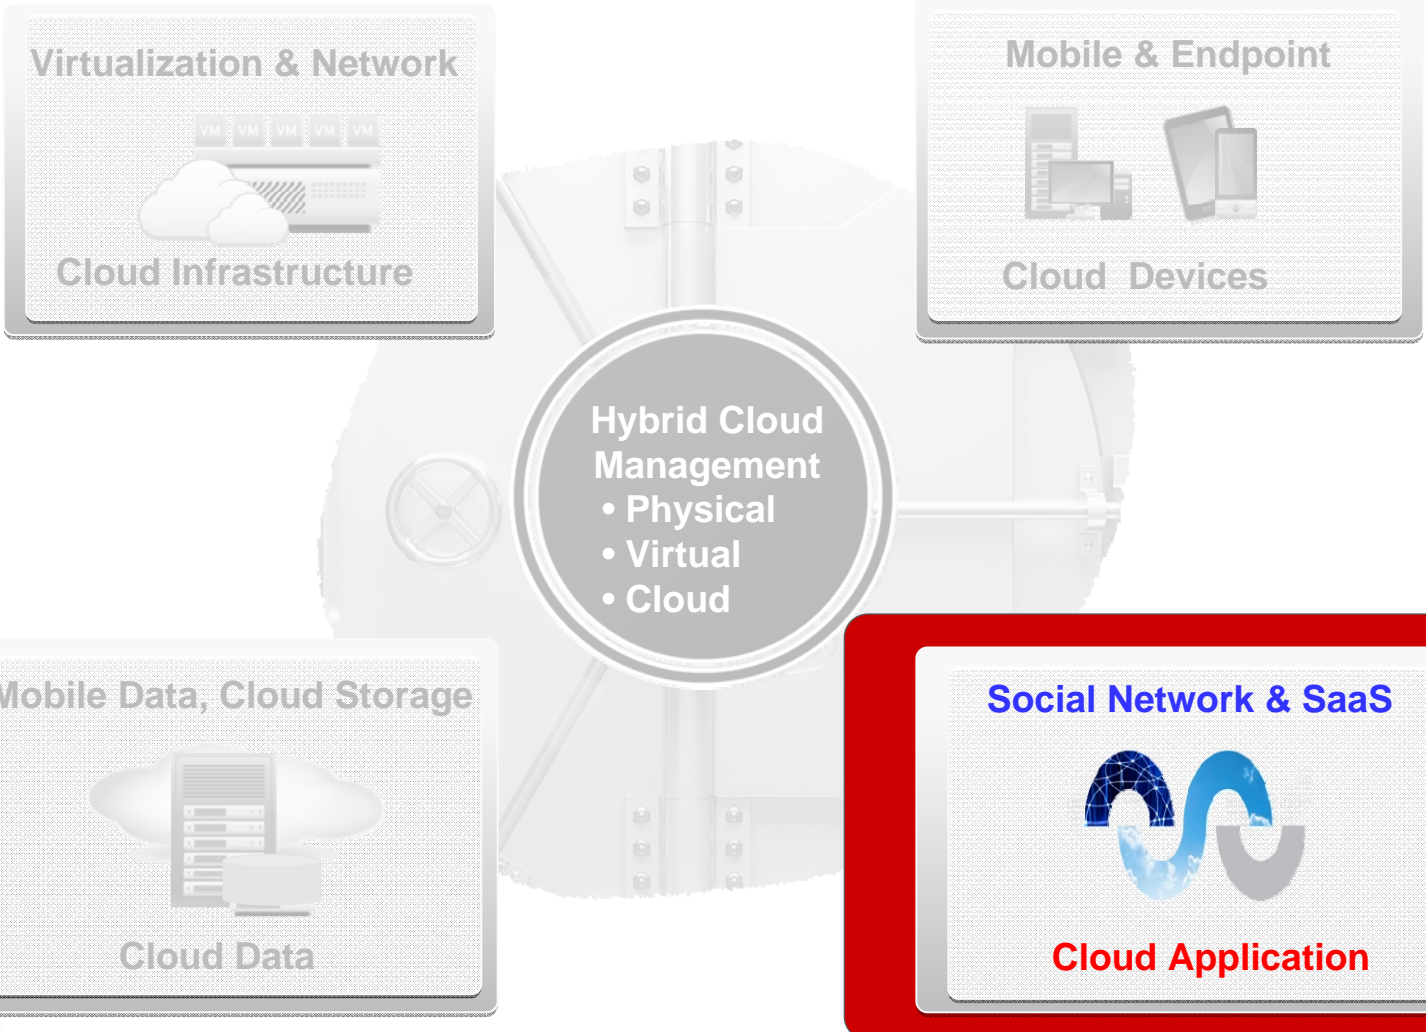 Virtualization & Network
VM VM VM VM VM
Cloud Infrastructure
Mobile & Endpoint
Cloud Devices
Hybrid Cloud
Management
• Physical
• Virtual
• Cloud
Mobile Data, Cloud Storage
Cloud Data
Social Network & SaaS
Cloud Application